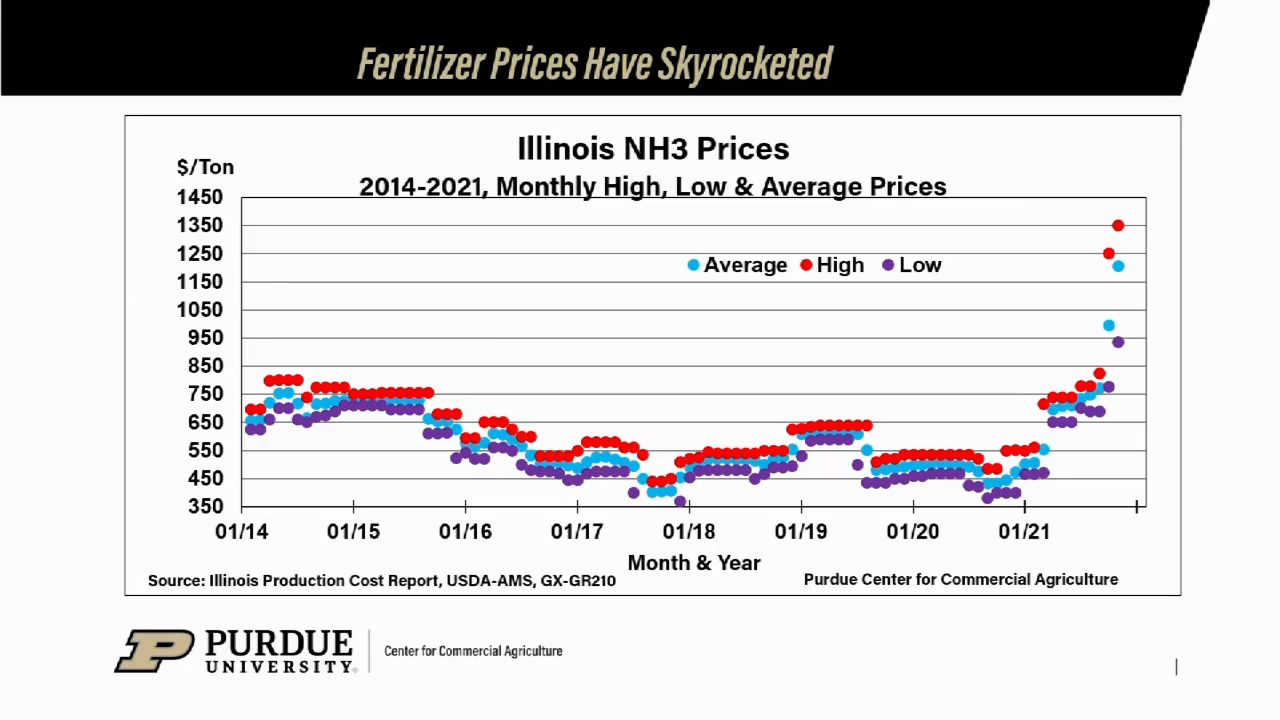 Fertilizer Prices Have Skyrocketed
Illinois NH3 Prices
$/Ton
2014-2021, Monthly High, Low & Average Prices
1450
1350
1250
1150
1050
950
850
750
650
550
450
350
Average High Low
01/14 01/15 01/16 01/17 01/18 01/19 01/20 01/21
Month & Year
Source: Illinois Production Cost Report, USDA-AMS, GX-GR210
Purdue Center for Commercial Agriculture
P PURDUE
UNIVERSITY
Center for Commercial Agriculture